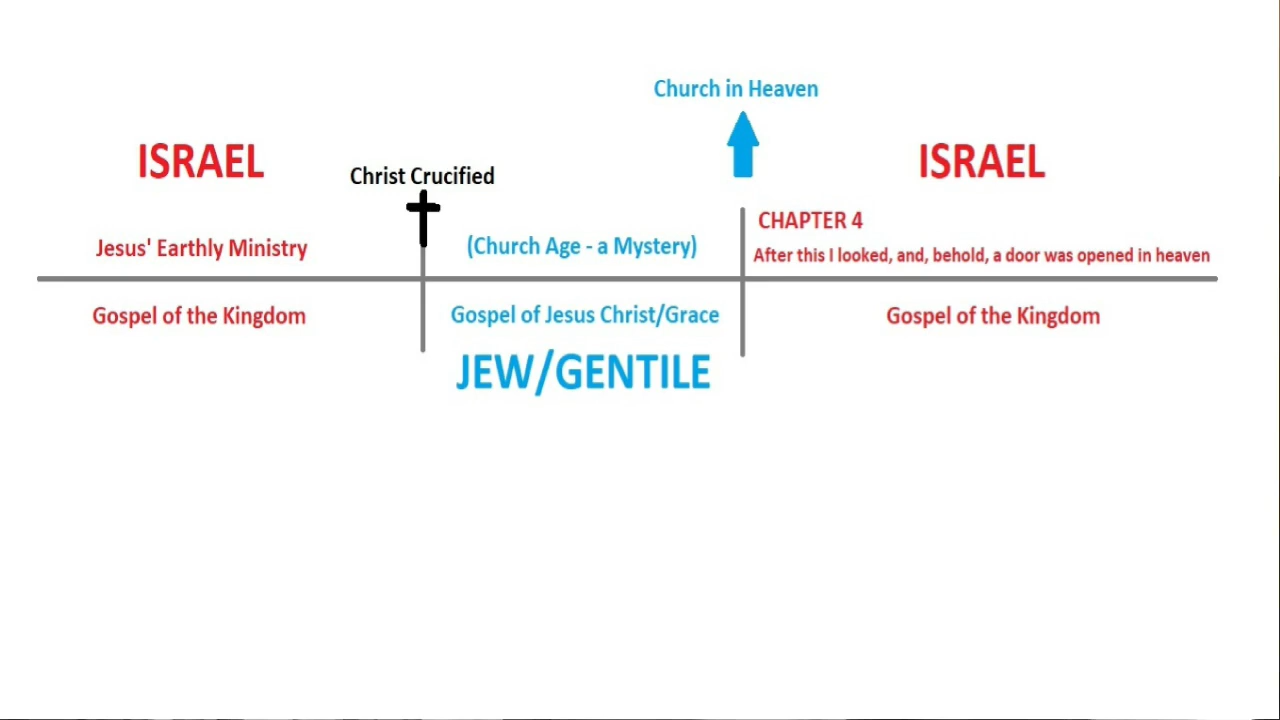 Church in Heaven
ISRAEL
Christ Crucified
ISRAEL
Jesus' Earthly Ministry
(Church Age - a Mystery)
CHAPTER 4
After this I looked, and, behold, a door was opened in heaven
Gospel of the Kingdom
Gospel of Jesus Christ/Grace
Gospel of the Kingdom
JEW/GENTILE